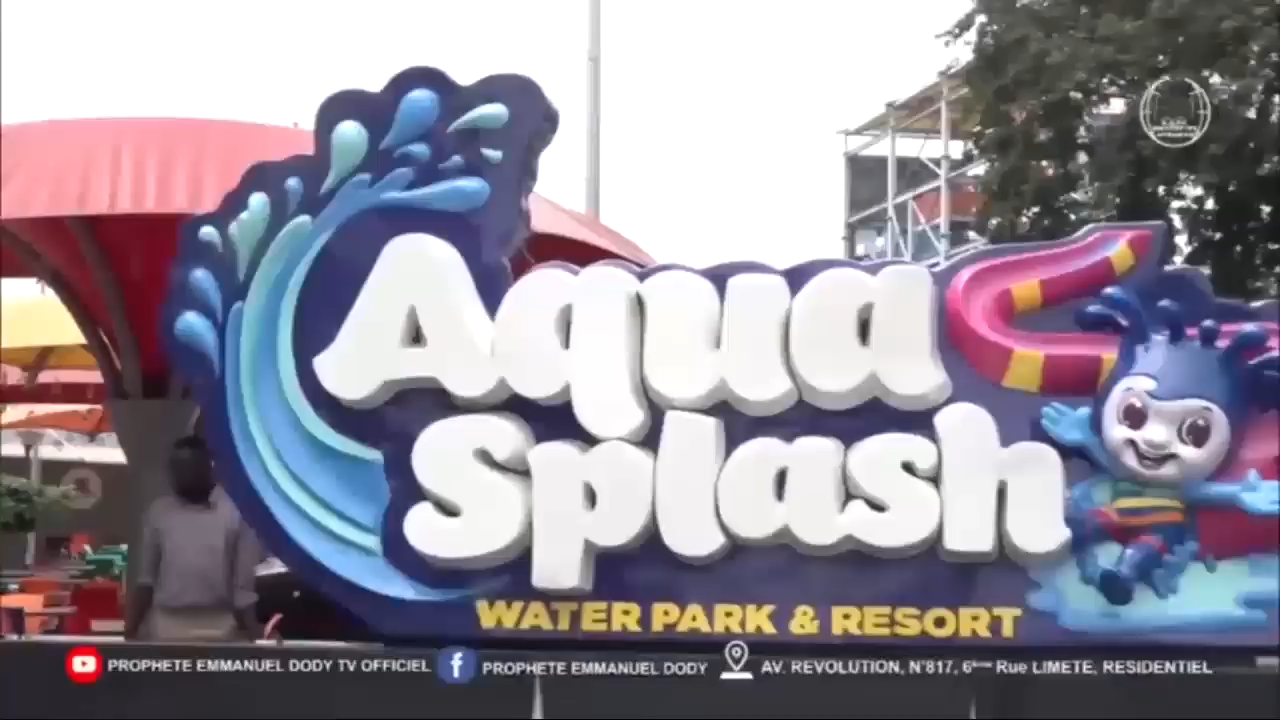 Aqua
Splash
WATER PARK & RESORT
PROPHETE EMMANUEL DODY TV OFFICIEL PROPHETE EMMANUEL DODY AV. REVOLUTION, N°817, 6ème Rue LIMETE, RESIDENTIEL